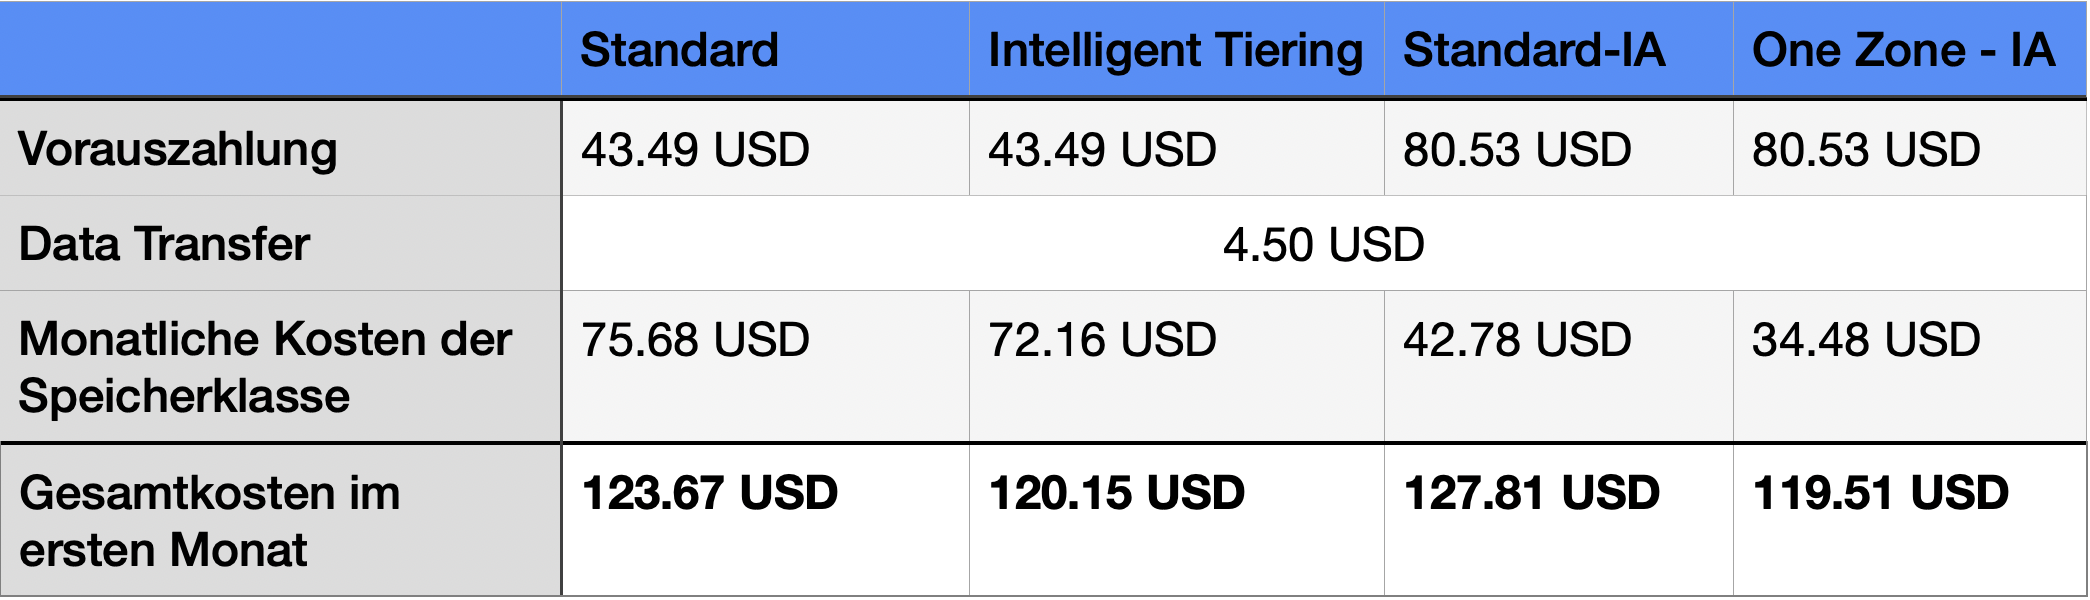 Standard Intelligent Tiering Standard-IA One Zone - IA
Vorauszahlung 43.49 USD 43.49 USD 80.53 USD 80.53 USD
Data Transfer 4.50 USD
Monatliche Kosten der 75.68 USD 72.16 USD 42.78 USD 34.48 USD
Speicherklasse
Gesamtkosten im 123.67 USD 120.15 USD 127.81 USD 119.51 USD
ersten Monat